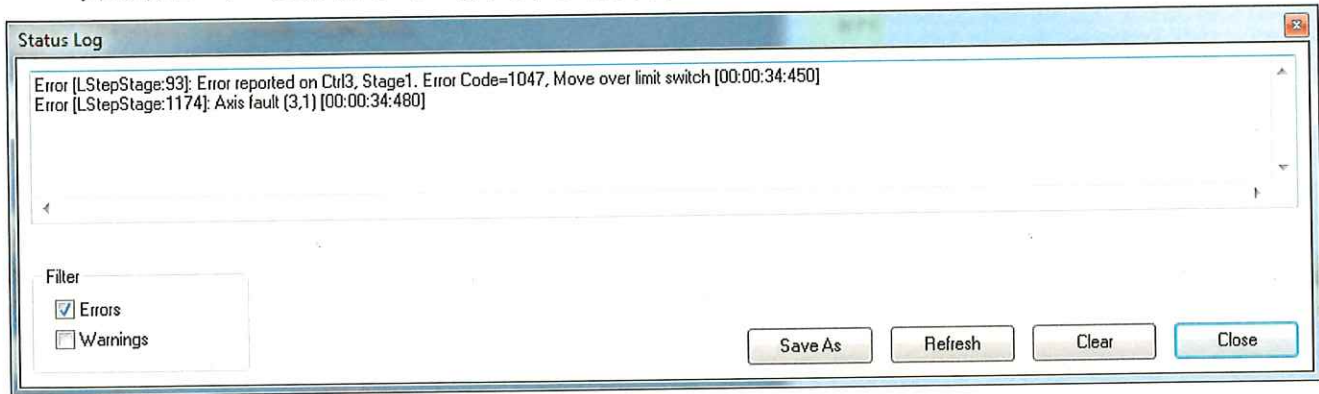 Status Log
Error [LStepStage:93]: Error reported on Ctrl3, Stage1. Error Code=1047, Move over limit switch [00:00:34:450]
Error [LStepStage:1174]: Axis fault (3,1) [00:00:34:480]
Filter
Errors
Warnings
Save As
Refresh
Clear
Close